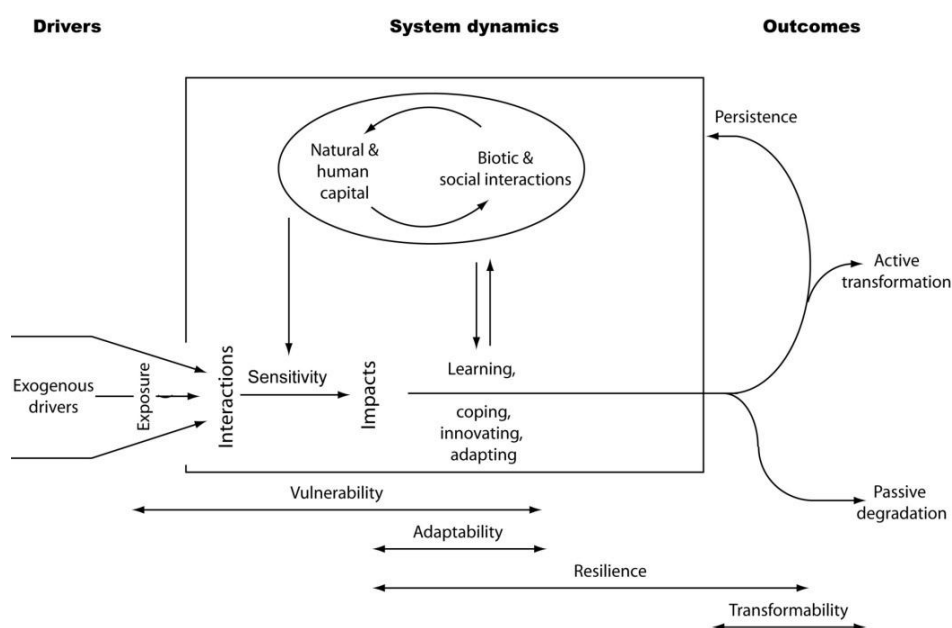 Drivers
System dynamics
Outcomes
Persistence
Natural &
human
capital
Biotic &
social interactions
Active
transformation
Exogenous
drivers
Exposure
Interactions
Sensitivity
Impacts
Learning,
coping,
innovating,
adapting
Passive
degradation
Vulnerability
Adaptability
Resilience
Transformability